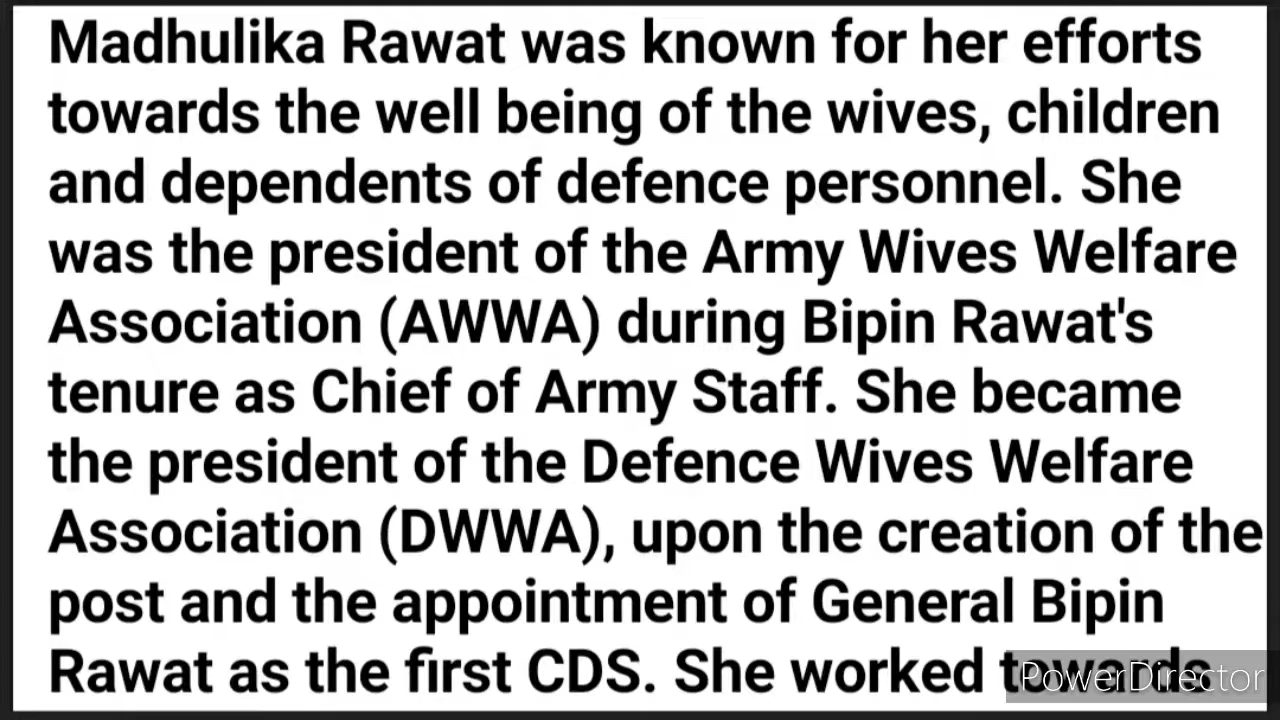 Madhulika Rawat was known for her efforts
towards the well being of the wives, children
and dependents of defence personnel. She
was the president of the Army Wives Welfare
Association (AWWA) during Bipin Rawat's
tenure as Chief of Army Staff. She became
the president of the Defence Wives Welfare
Association (DWWA), upon the creation of the
post and the appointment of General Bipin
Rawat as the first CDS. She worked towards
PowerDirector